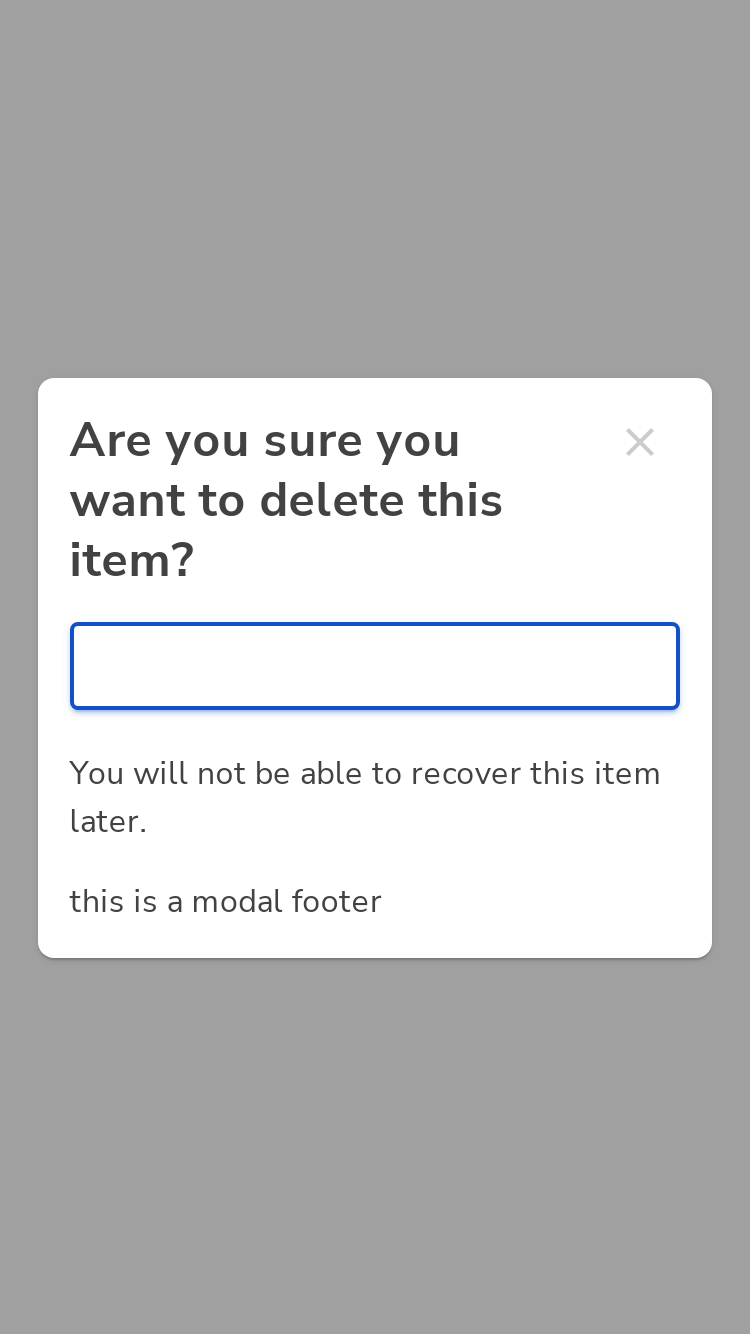 Are you sure you
want to delete this
item?
You will not be able to recover this item
later.
this is a modal footer